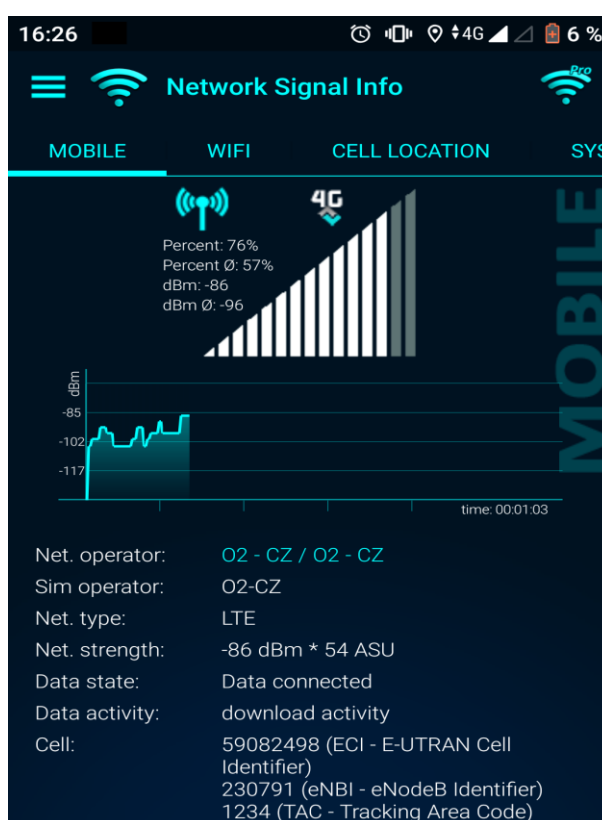 16:26 4G 6 %
Network Signal Info Pro
MOBILE WIFI CELL LOCATION SYS
4G
Percent: 76%
Percent Ø: 57%
dBm: -86
dBm Ø: -96
MOBILE
dBm
-85
-102
-117
time: 00:01:03
Net. operator: O2 - CZ / O2 - CZ
Sim operator: O2-CZ
Net. type: LTE
Net. strength: -86 dBm * 54 ASU
Data state: Data connected
Data activity: download activity
Cell: 59082498 (ECI - E-UTRAN Cell
Identifier)
230791 (eNBI - eNodeB Identifier)
1234 (TAC - Tracking Area Code)